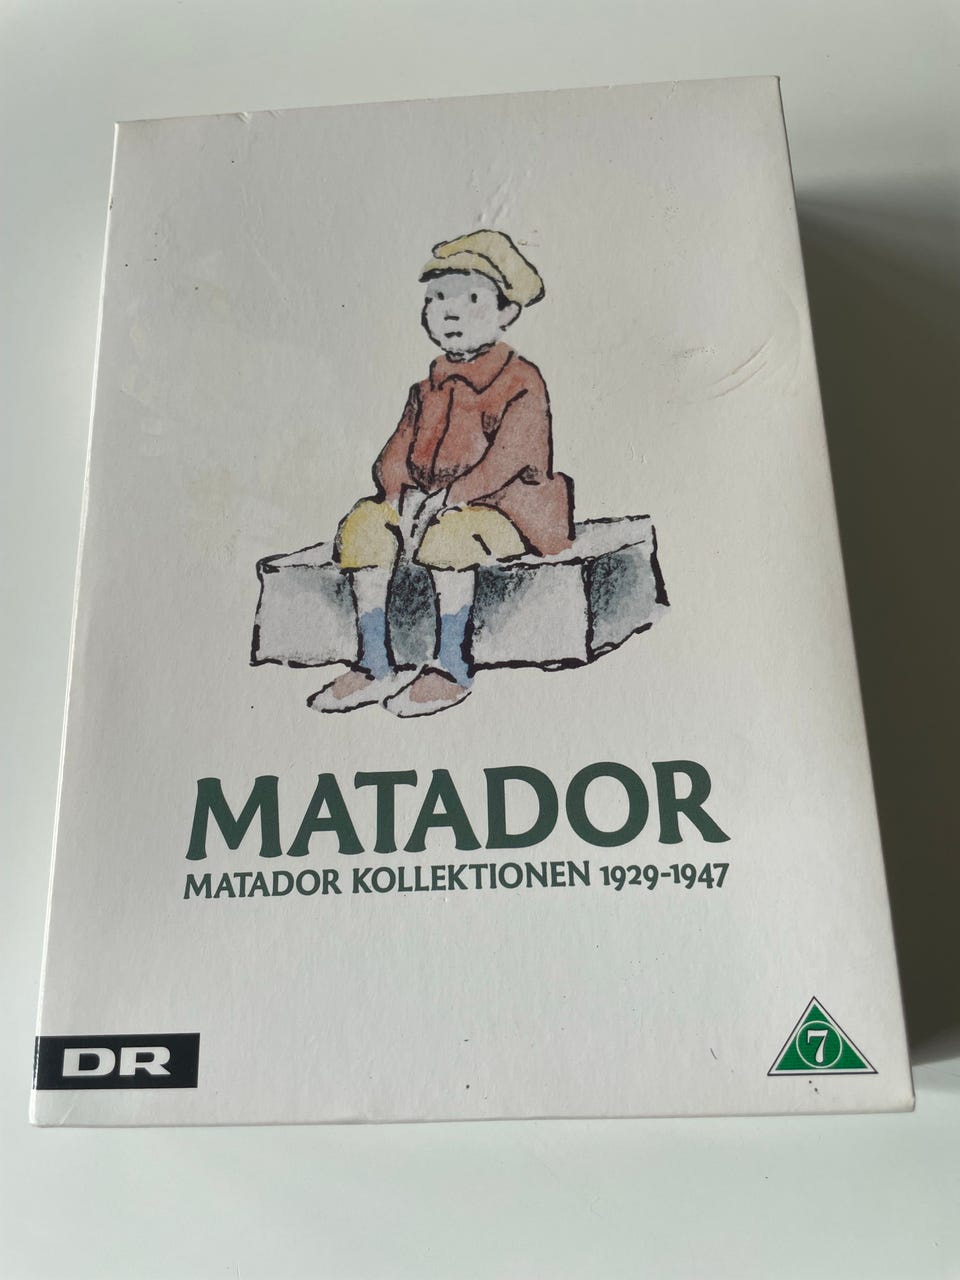 MATADOR
MATADOR KOLLEKTIONEN 1929-1947
DR
7